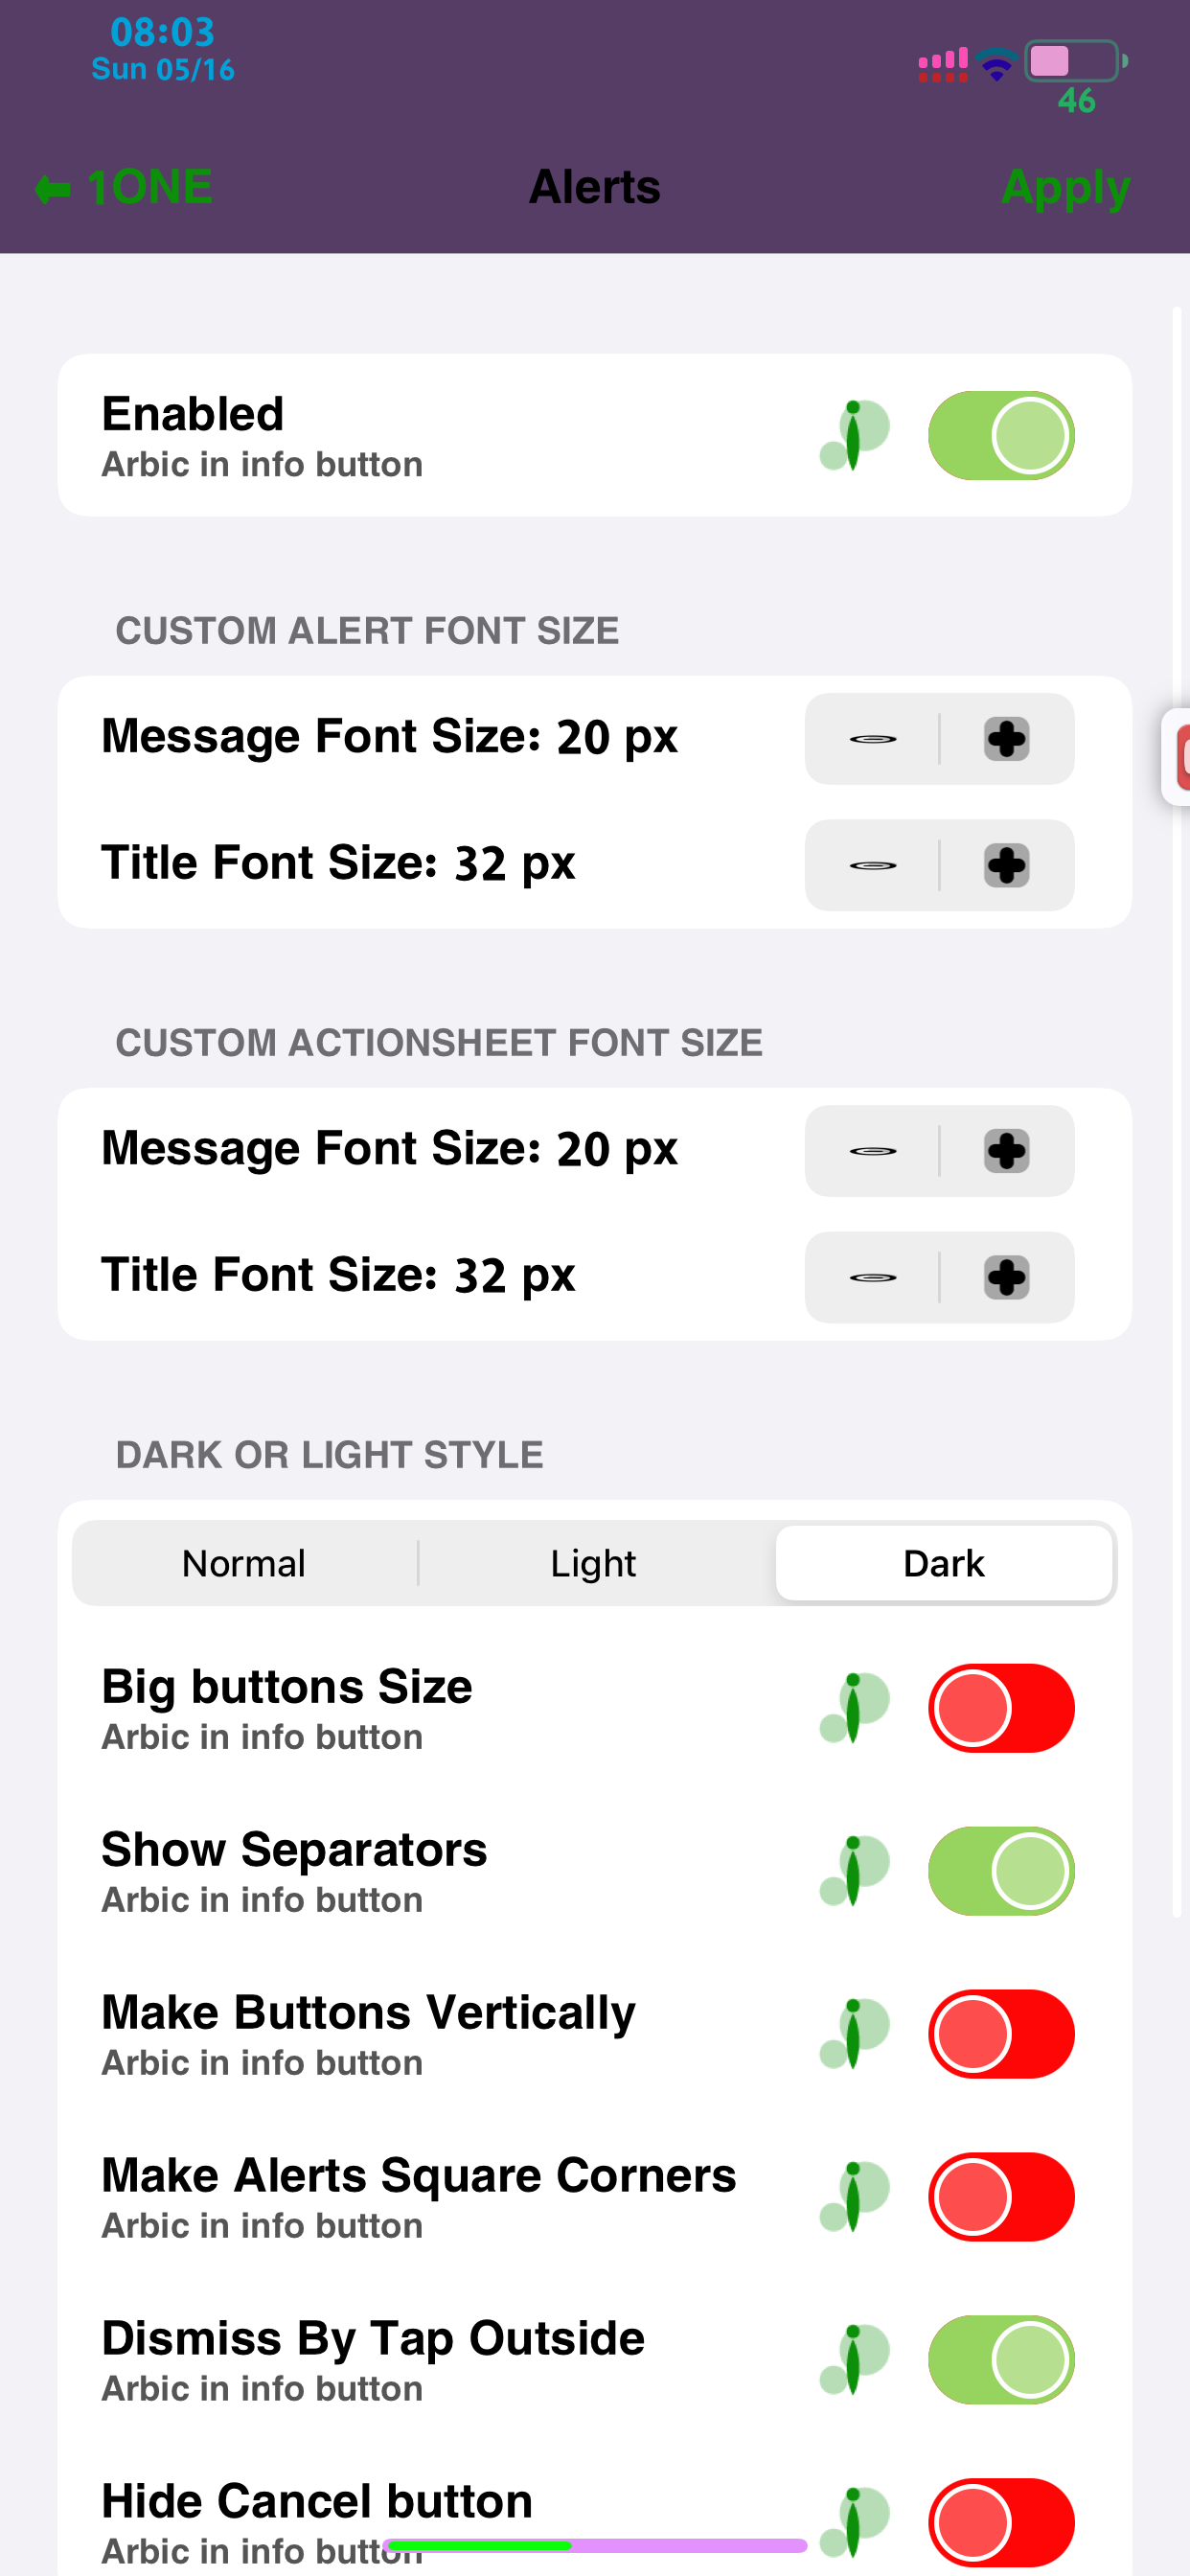 08:03
Sun 05/16
46
1ONE
Alerts
Apply
Enabled
Arbic in info button
CUSTOM ALERT FONT SIZE
Message Font Size: 20 px
Title Font Size: 32 px
CUSTOM ACTIONSHEET FONT SIZE
Message Font Size: 20 px
Title Font Size: 32 px
DARK OR LIGHT STYLE
Normal
Light
Dark
Big buttons Size
Arbic in info button
Show Separators
Arbic in info button
Make Buttons Vertically
Arbic in info button
Make Alerts Square Corners
Arbic in info button
Dismiss By Tap Outside
Arbic in info button
Hide Cancel button
Arbic in info button